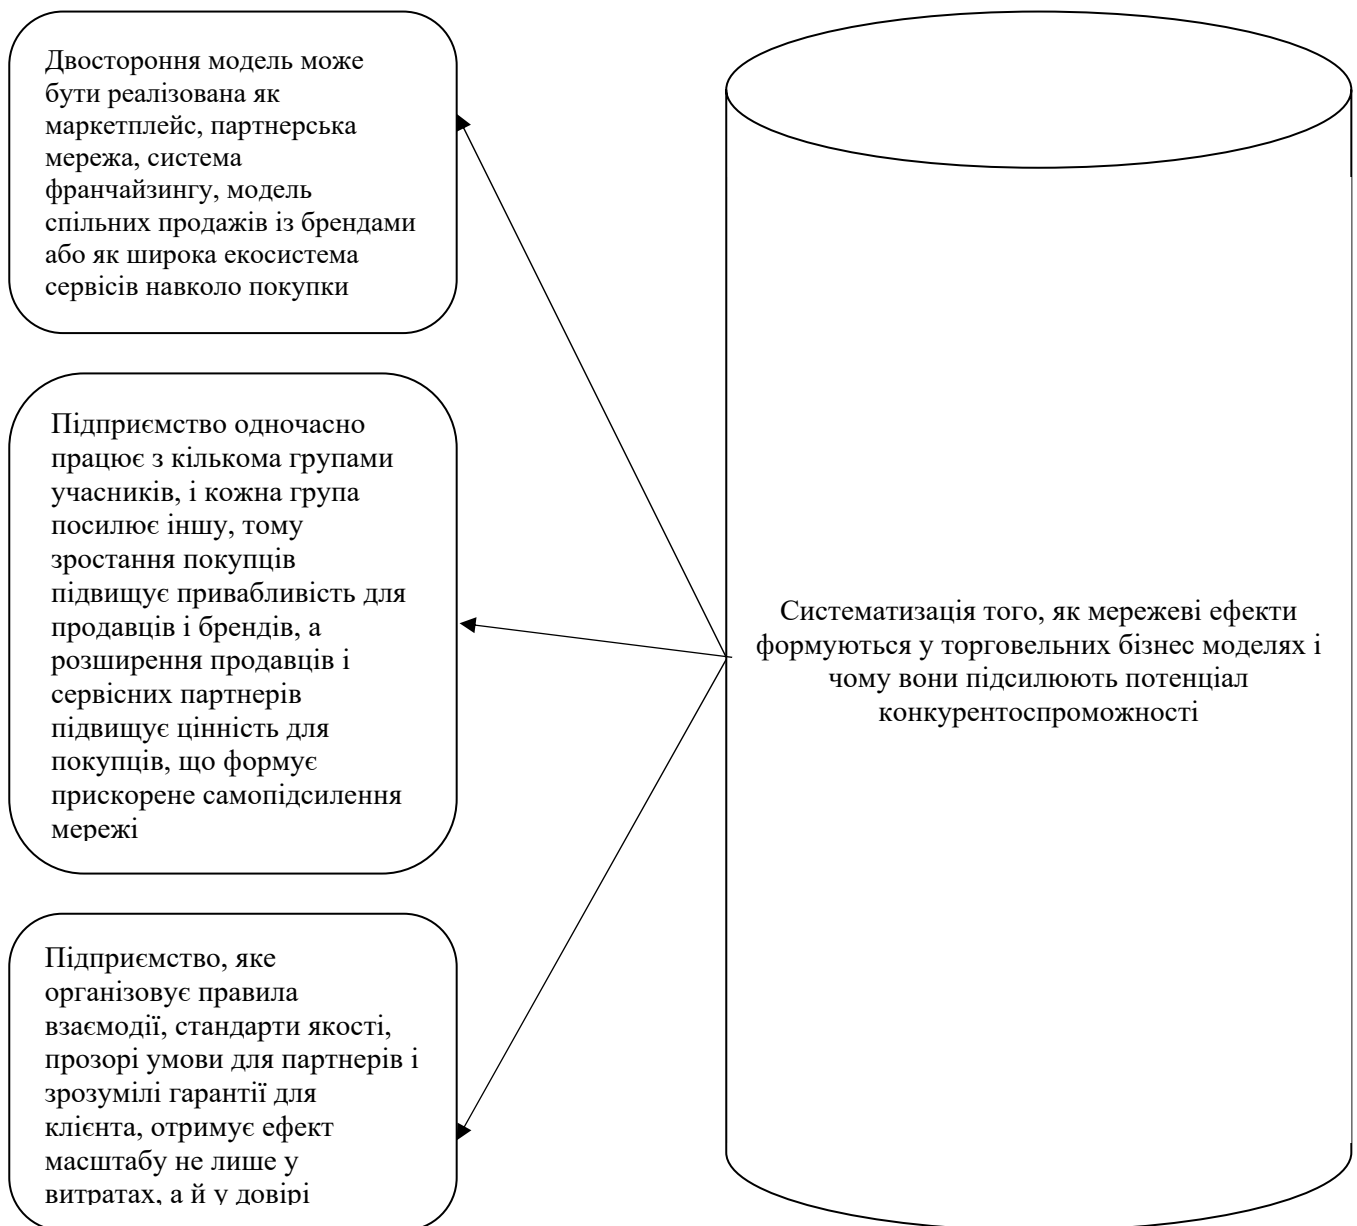 Двостороння модель може
бути реалізована як
маркетплейс, партнерська
мережа, система
франчайзингу, модель
спільних продажів із брендами
або як широка екосистема
сервісів навколо покупки
Підприємство одночасно
працює з кількома групами
учасників, і кожна група
посилює іншу, тому
зростання покупців
підвищує привабливість для
продавців і брендів, а
розширення продавців і
сервісних партнерів
підвищує цінність для
покупців, що формує
прискорене самопідсилення
мережі
Підприємство, яке
організовує правила
взаємодії, стандарти якості,
прозорі умови для партнерів і
зрозумілі гарантії для
клієнта, отримує ефект
масштабу не лише у
витратах, а й у довірі
Систематизація того, як мережеві ефекти
формуються у торговельних бізнес моделях і
чому вони підсилюють потенціал
конкурентоспроможності